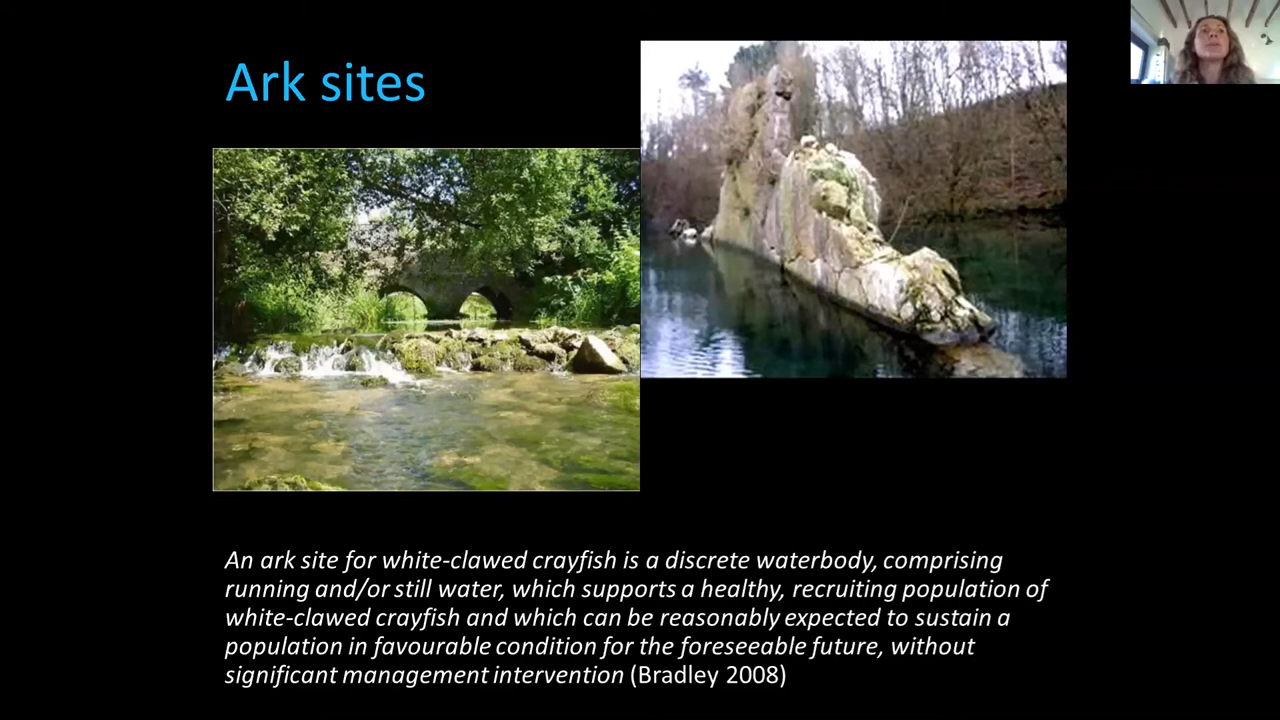 Ark sites
An ark site for white-clawed crayfish is a discrete waterbody, comprising
running and/or still water, which supports a healthy, recruiting population of
white-clawed crayfish and which can be reasonably expected to sustain a
population in favourable condition for the foreseeable future, without
significant management intervention (Bradley 2008)